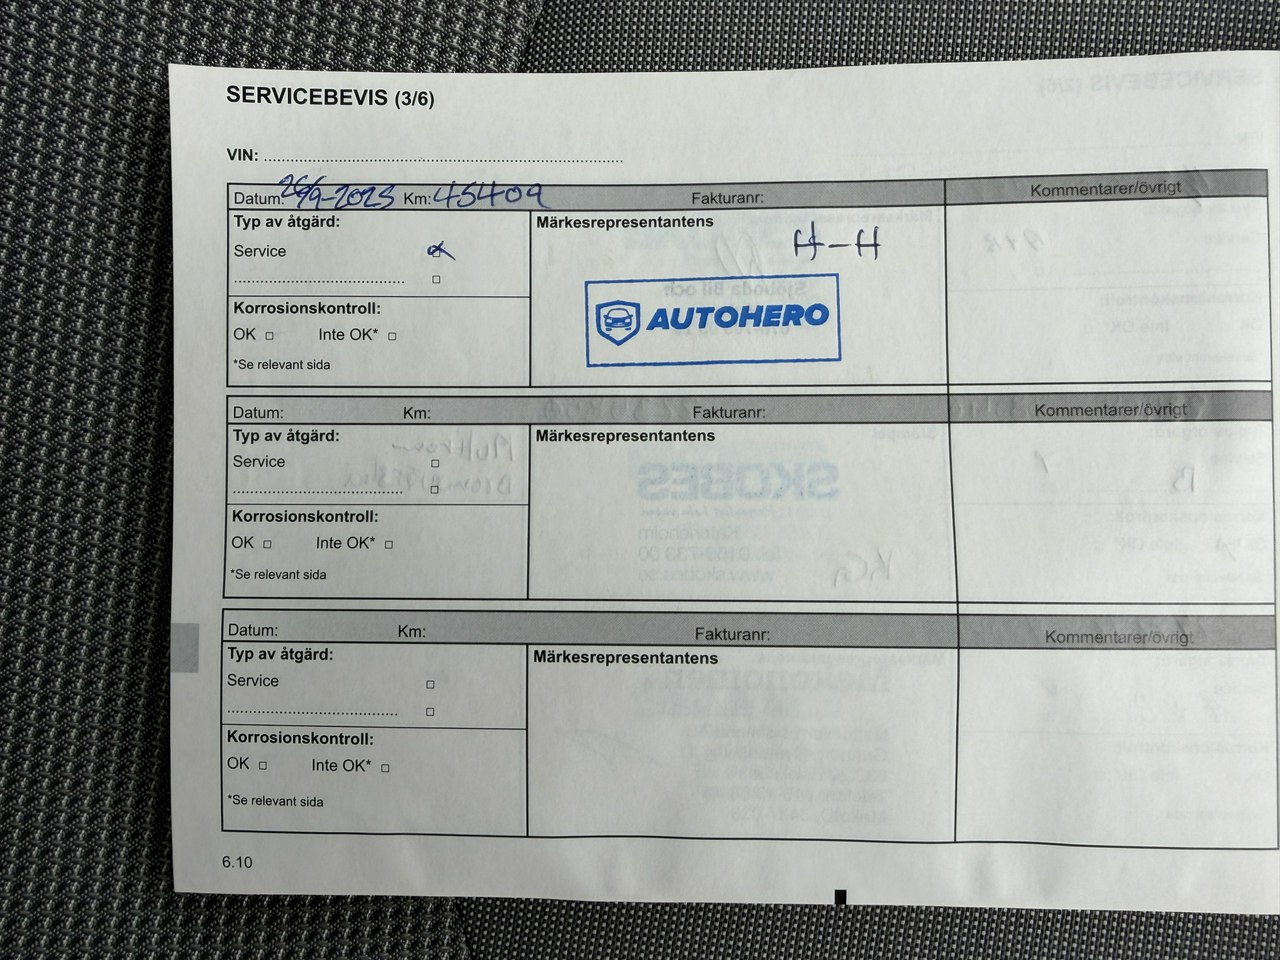 SERVICEBEVIS (3/6)
VIN: ........................................................................................
Datum: 26/9-2023 Km: 45409 Fakturanr: Kommentarer/övrigt
Typ av åtgärd: Märkesrepresentantens
H-H
Service
Korrosionskontroll:
AUTOHERO
OK □ Inte OK* □
*Se relevant sida
Datum: Km: Fakturanr: Kommentarer/övrigt
Typ av åtgärd: Märkesrepresentantens
Service □
.......................................... □
Korrosionskontroll:
OK □ Inte OK* □
*Se relevant sida
Datum: Km: Fakturanr: Kommentarer/övrigt
Typ av åtgärd: Märkesrepresentantens
Service □
.......................................... □
Korrosionskontroll:
OK □ Inte OK* □
*Se relevant sida
6.10